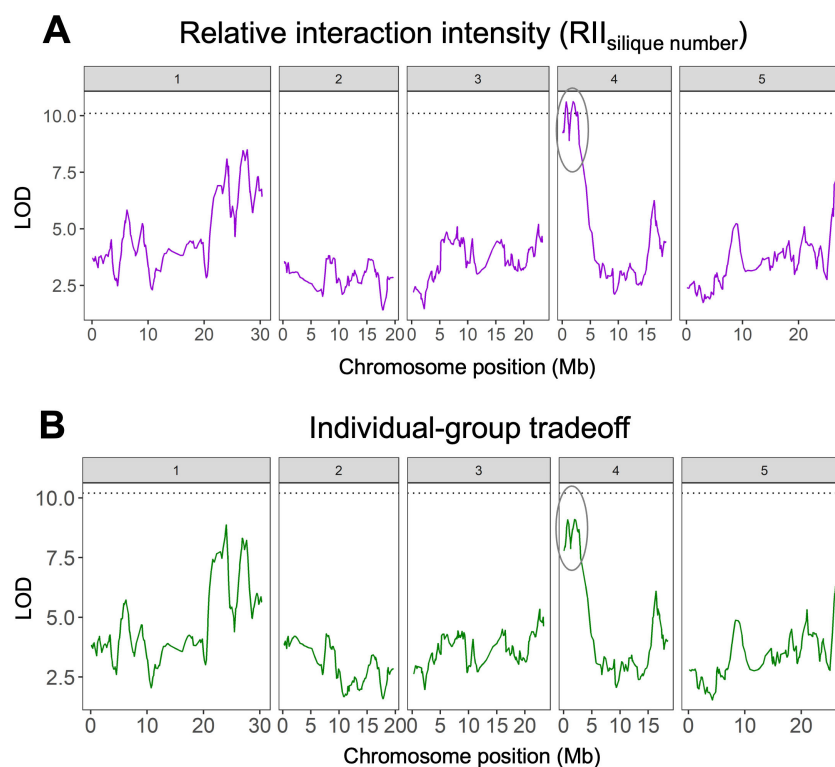 A Relative interaction intensity (RIIsilique number)
1 2 3 4 5
10.0
7.5
5.0
2.5
LOD
0 10 20 30 0 5 10 15 20 0 5 10 15 20 0 5 10 15 0 10 20
Chromosome position (Mb)
B Individual-group tradeoff
1 2 3 4 5
10.0
7.5
5.0
2.5
LOD
0 10 20 30 0 5 10 15 20 0 5 10 15 20 0 5 10 15 0 10 20
Chromosome position (Mb)